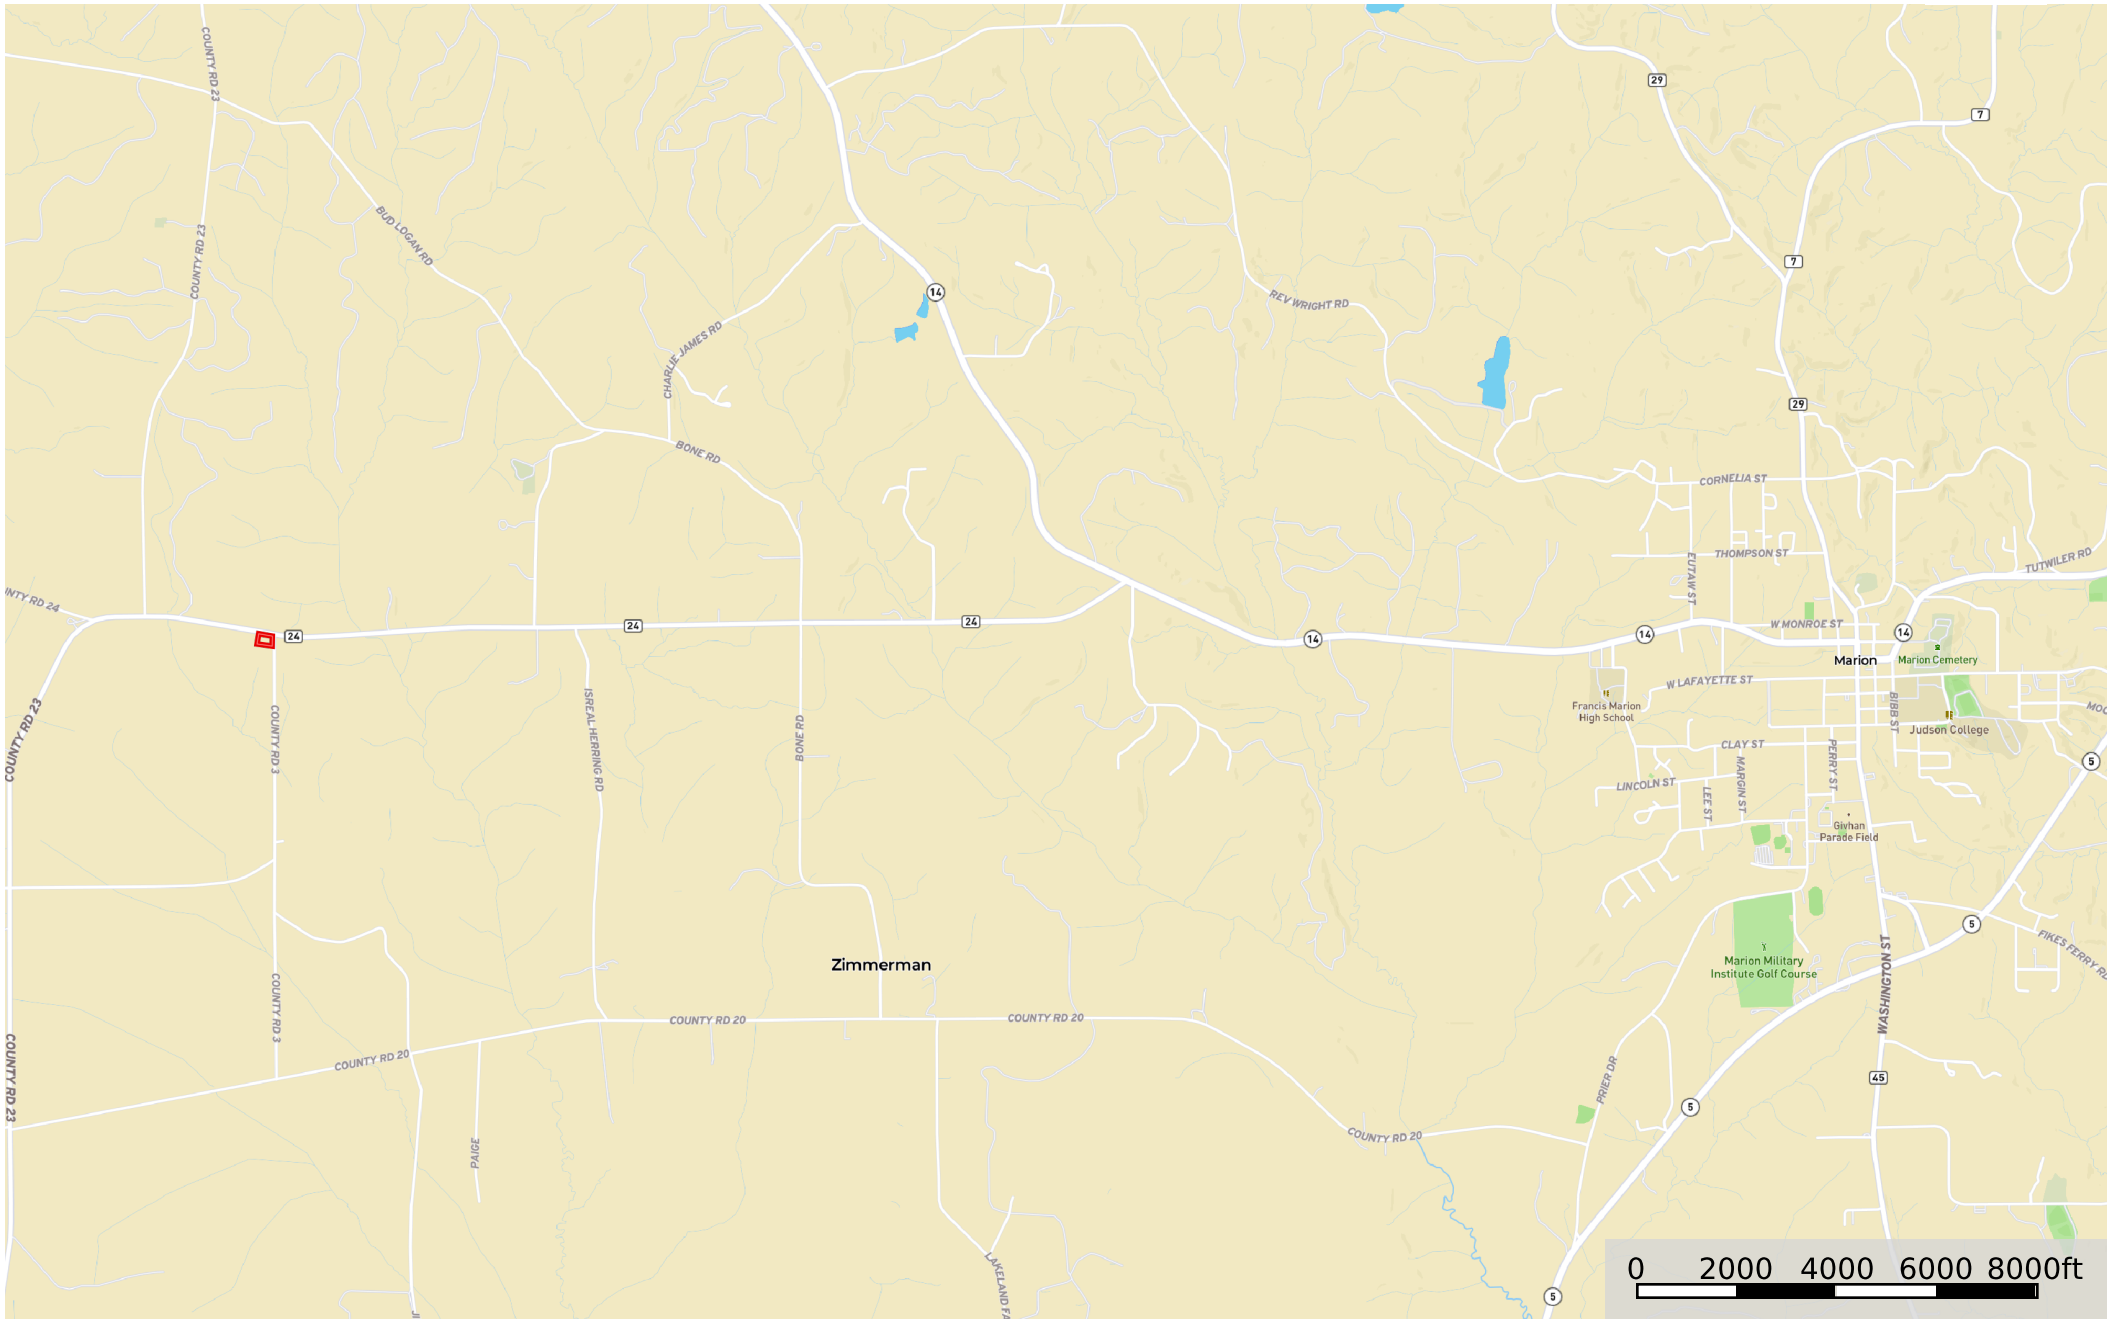 COUNTY RD 23
29
7
BUD LOGAN RD
COUNTY RD 23
7
14
REV WRIGHT RD
CHARLIE JAMES RD
29
BONE RD
CORNELIA ST
THOMPSON ST
EUTAW ST
TUTWILER RD
NTY RD 24
24
24
24
14
14
W MONROE ST
14
Marion
Marion Cemetery
W LAFAYETTE ST
Francis Marion
High School
BIBB ST
MOO
Judson College
COUNTY RD 23
COUNTY RD 3
ISREAL HERRING RD
BONE RD
CLAY ST
PERRY ST
5
LINCOLN ST
MARGIN ST
LEE ST
Givhan
Parade Field
5
FIKES FERRY RD
Zimmerman
Marion Military
Institute Golf Course
WASHINGTON ST
COUNTY RD 3
COUNTY RD 20
COUNTY RD 20
COUNTY RD 20
COUNTY RD 23
PRIER DR
45
5
COUNTY RD 20
PAIGE
LAKELAND FA
5
0 2000 4000 6000 8000ft